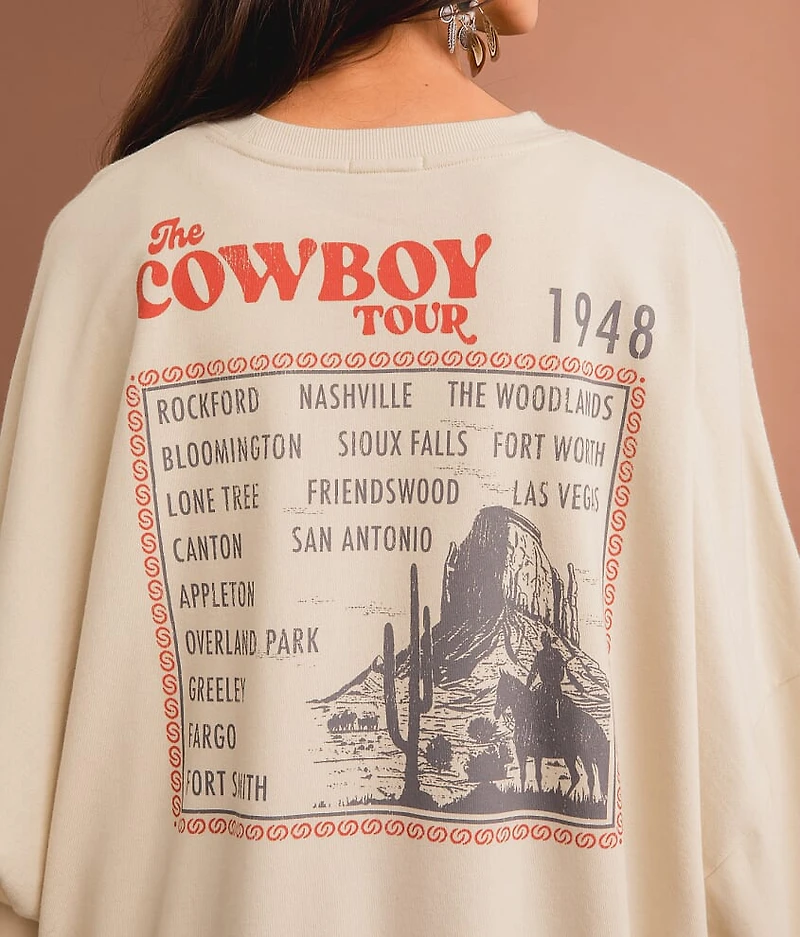 The
COWBOY
TOUR
1948
ROCKFORD NASHVILLE THE WOODLANDS
BLOOMINGTON SIOUX FALLS FORT WORTH
LONE TREE FRIENDSWOOD LAS VEGAS
CANTON SAN ANTONIO
APPLETON
OVERLAND PARK
GREELEY
FARGO
FORT SMITH